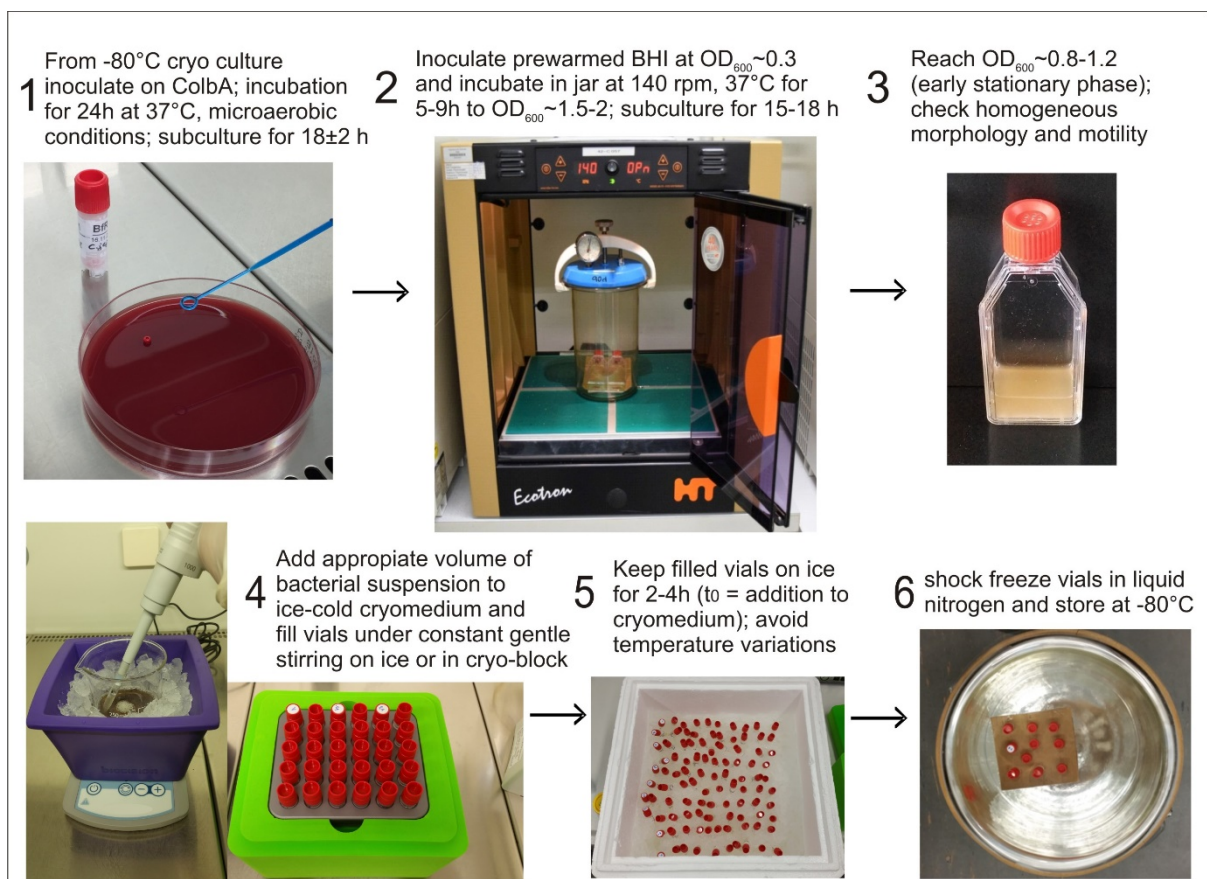 1
From -80°C cryo culture
inoculate on ColbA; incubation
for 24h at 37°C, microaerobic
conditions; subculture for 18±2 h
2
Inoculate prewarmed BHI at OD600~0.3
and incubate in jar at 140 rpm, 37°C for
5-9h to OD600~1.5-2; subculture for 15-18 h
3
Reach OD600~0.8-1.2
(early stationary phase);
check homogeneous
morphology and motility
BfR
140 OPn
Ecotron
HT
4
Add appropiate volume of
bacterial suspension to
ice-cold cryomedium and
fill vials under constant gentle
stirring on ice or in cryo-block
5
Keep filled vials on ice
for 2-4h (t0 = addition to
cryomedium); avoid
temperature variations
6
shock freeze vials in liquid
nitrogen and store at -80°C